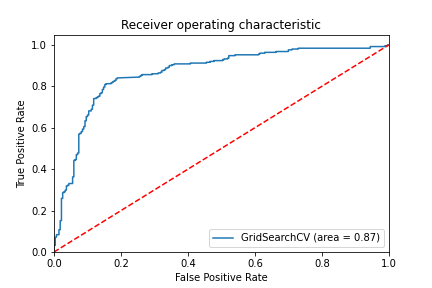 Receiver operating characteristic
True Positive Rate
1.0
0.8
0.6
0.4
0.2
0.0
GridSearchCV (area = 0.87)
0.0 0.2 0.4 0.6 0.8 1.0
False Positive Rate